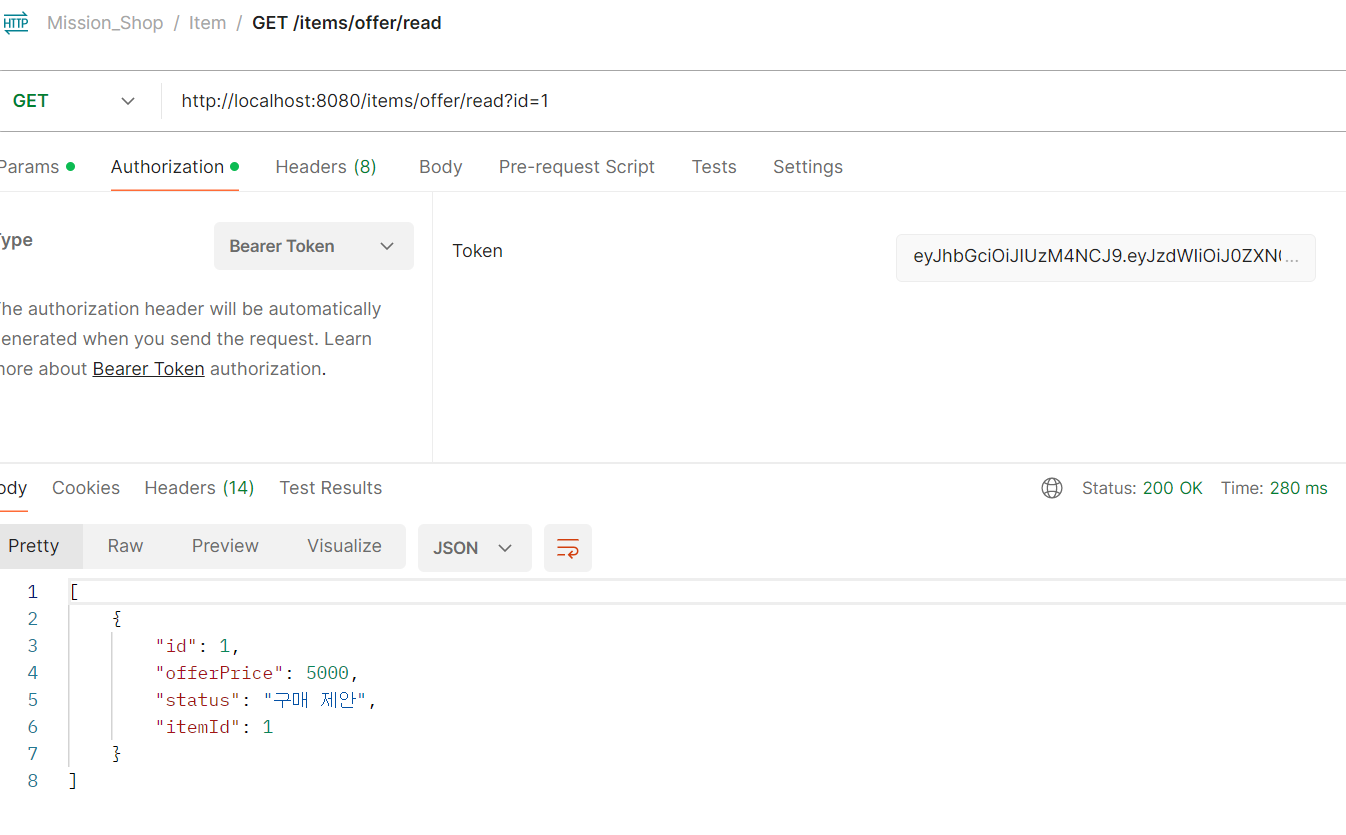 HTTP Mission_Shop / Item / GET /items/offer/read
GET http://localhost:8080/items/offer/read?id=1
Params Authorization Headers (8) Body Pre-request Script Tests Settings
ype Bearer Token Token eyJhbGciOiJIUzM4NCJ9.eyJzdWIiOiJ0ZXN0...
he authorization header will be automatically
enerated when you send the request. Learn
more about Bearer Token authorization.
ody Cookies Headers (14) Test Results Status: 200 OK Time: 280 ms
Pretty Raw Preview Visualize JSON
1 [
2 {
3 "id": 1,
4 "offerPrice": 5000,
5 "status": "구매 제안",
6 "itemId": 1
7 }
8 ]